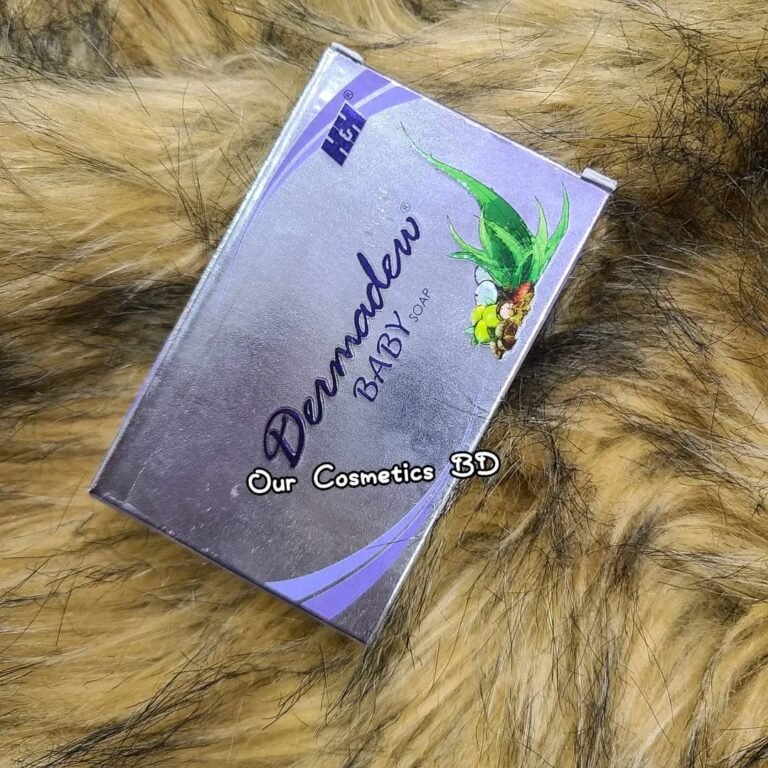 H&H®
Dermadew®
BABY SOAP
Our Cosmetics BD